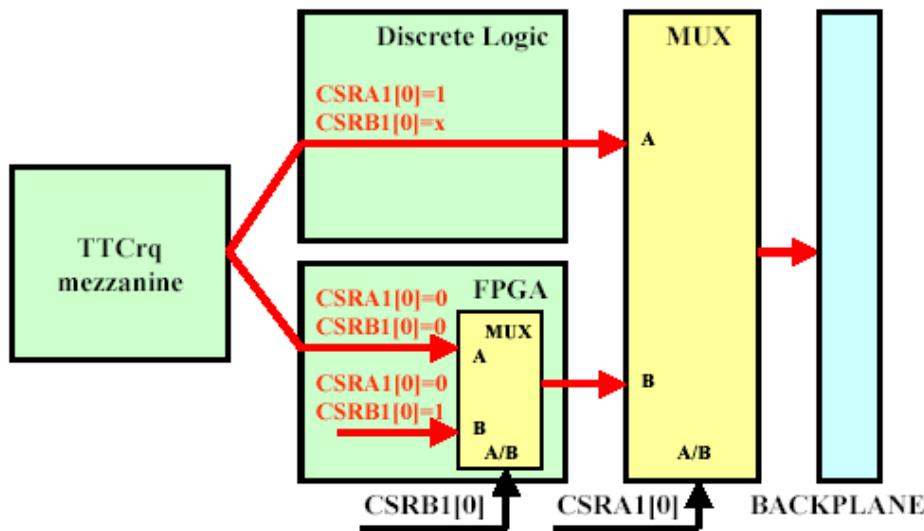 Discrete Logic
MUX
CSRA1[0]=1
CSRB1[0]=x
A
TTCrq
mezzanine
FPGA
CSRA1[0]=0
CSRB1[0]=0
MUX
A
CSRA1[0]=0
CSRB1[0]=1
B
B
A/B
A/B
CSRB1[0]
CSRA1[0]
BACKPLANE